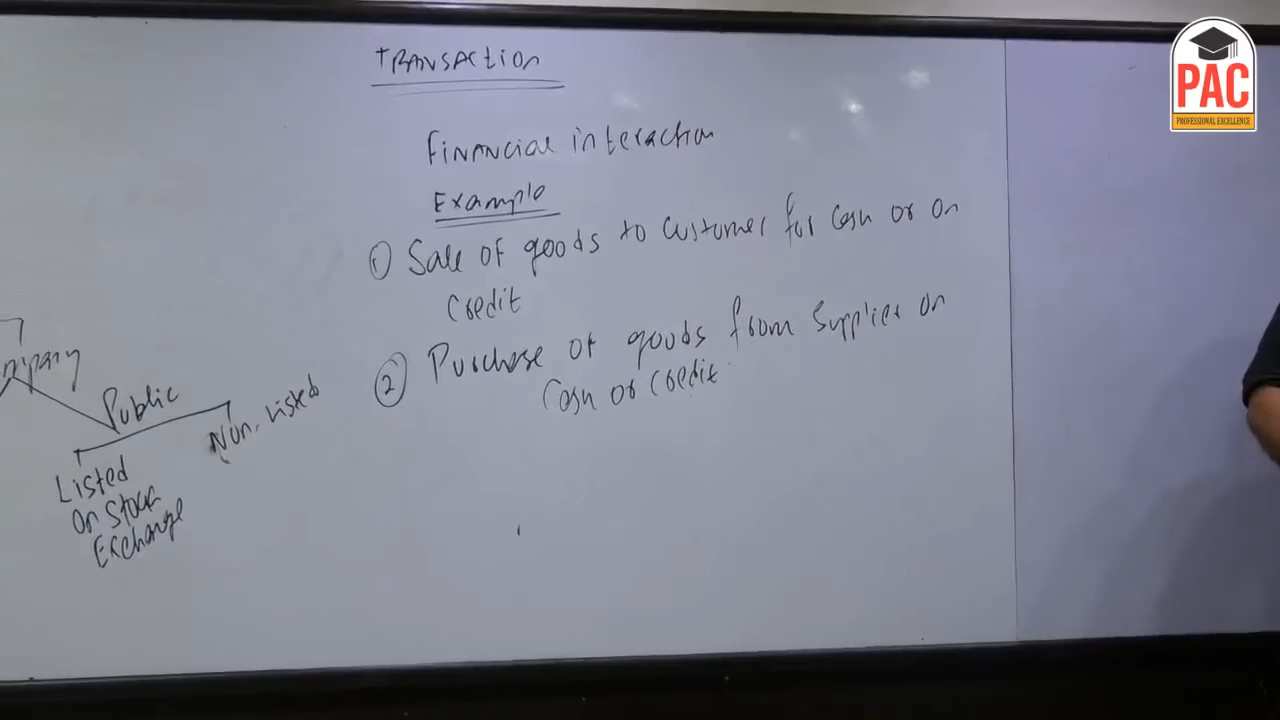 TRANSACTION
Financial interaction
Example
① Sale of goods to customer for cash or on
credit
② Purchase of goods from supplier on
Cash or credit
Public
Non. Listed
Listed
on Stock
Exchange
PAC
PROFESSIONAL EXCELLENCE